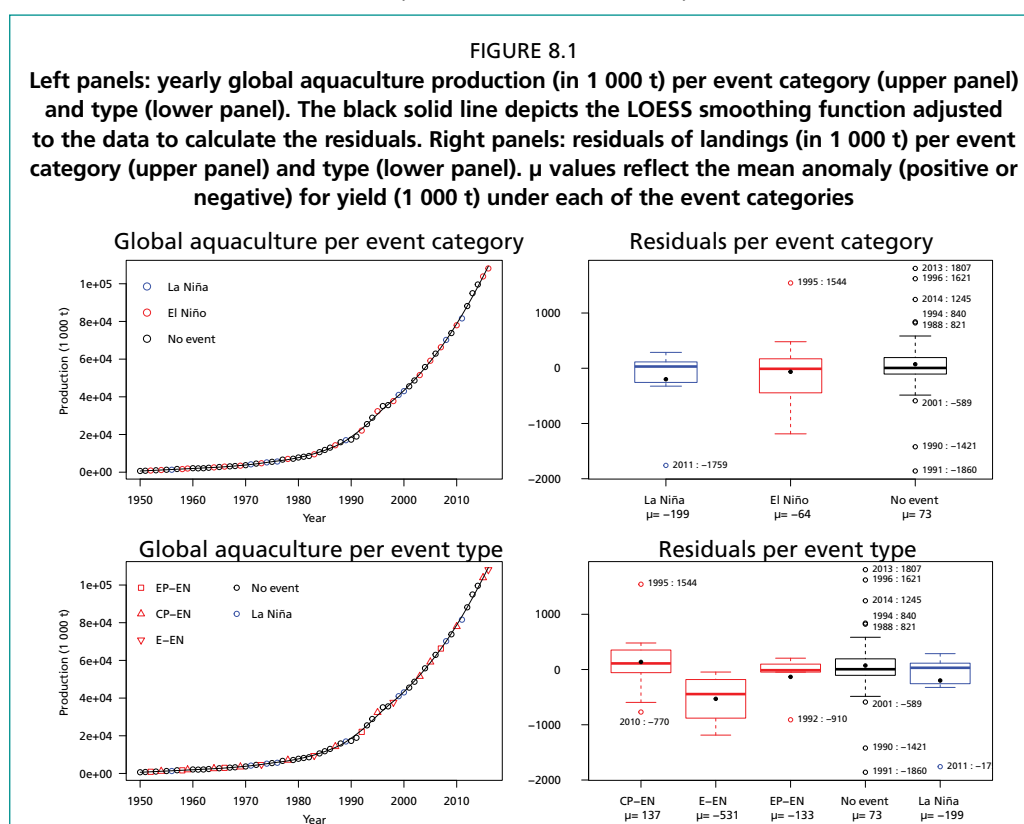 FIGURE 8.1
Left panels: yearly global aquaculture production (in 1 000 t) per event category (upper panel)
and type (lower panel). The black solid line depicts the LOESS smoothing function adjusted
to the data to calculate the residuals. Right panels: residuals of landings (in 1 000 t) per event
category (upper panel) and type (lower panel). μ values reflect the mean anomaly (positive or
negative) for yield (1 000 t) under each of the event categories
Global aquaculture per event category
La Niña
El Niño
No event
Production (1 000 t)
1e+05
8e+04
6e+04
4e+04
2e+04
0e+00
1950 1960 1970 1980 1990 2000 2010
Year
Residuals per event category
1000
0
−1000
−2000
2013 : 1807
1996 : 1621
1995 : 1544
2014 : 1245
1994 : 840
1988 : 821
2001 : −589
1990 : −1421
2011 : −1759
1991 : −1860
La Niña El Niño No event
μ= −199 μ= −64 μ= 73
Global aquaculture per event type
EP−EN No event
CP−EN La Niña
E−EN
Production (1 000 t)
1e+05
8e+04
6e+04
4e+04
2e+04
0e+00
1950 1960 1970 1980 1990 2000 2010
Year
Residuals per event type
1000
0
−1000
−2000
2013 : 1807
1996 : 1621
1995 : 1544
2014 : 1245
1994 : 840
1988 : 821
2001 : −589
2010 : −770
1992 : −910
1990 : −1421
2011 : −17
1991 : −1860
CP−EN E−EN EP−EN No event La Niña
μ= 137 μ= −531 μ= −133 μ= 73 μ= −199